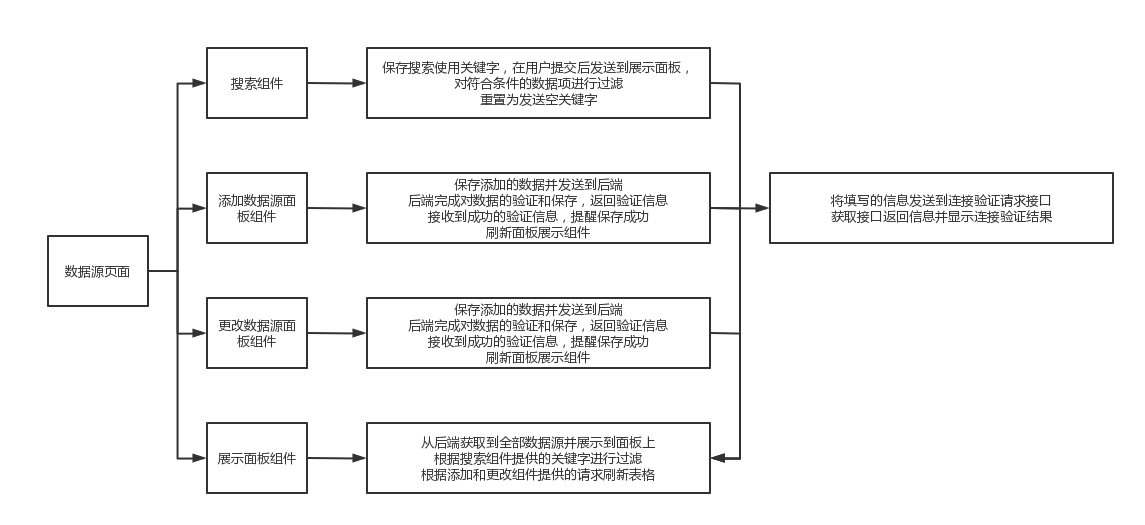 搜索组件
保存搜索使用关键字，在用户提交后发送到展示面板，
对符合条件的数据项进行过滤
重置为发送空关键字
添加数据源面
板组件
保存添加的数据并发送到后端
后端完成对数据的验证和保存，返回验证信息
接收到成功的验证信息，提醒保存成功
刷新面板展示组件
将填写的信息发送到连接验证请求接口
获取接口返回信息并显示连接验证结果
数据源页面
更改数据源面
板组件
保存添加的数据并发送到后端
后端完成对数据的验证和保存，返回验证信息
接收到成功的验证信息，提醒保存成功
刷新面板展示组件
展示面板组件
从后端获取到全部数据源并展示到面板上
根据搜索组件提供的关键字进行过滤
根据添加和更改组件提供的请求刷新表格